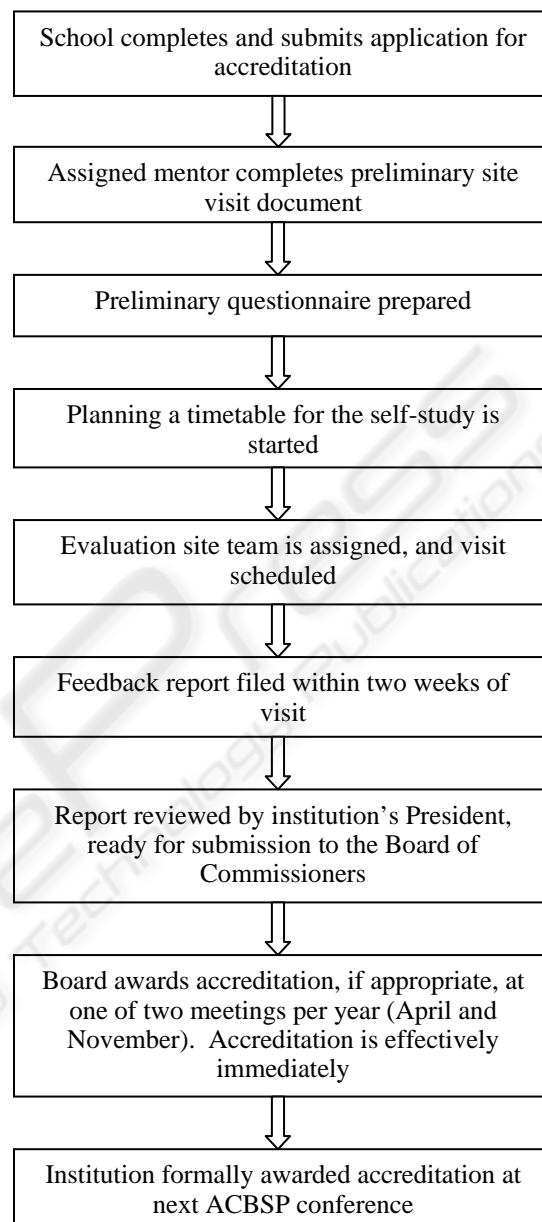 School completes and submits application for
accreditation
Assigned mentor completes preliminary site
visit document
Preliminary questionnaire prepared
Planning a timetable for the self-study is
started
Evaluation site team is assigned, and visit
scheduled
Feedback report filed within two weeks of
visit
Report reviewed by institution’s President,
ready for submission to the Board of
Commissioners
Board awards accreditation, if appropriate, at
one of two meetings per year (April and
November).  Accreditation is effectively
immediately
Institution formally awarded accreditation at
next ACBSP conference
ePress
Technology Publications